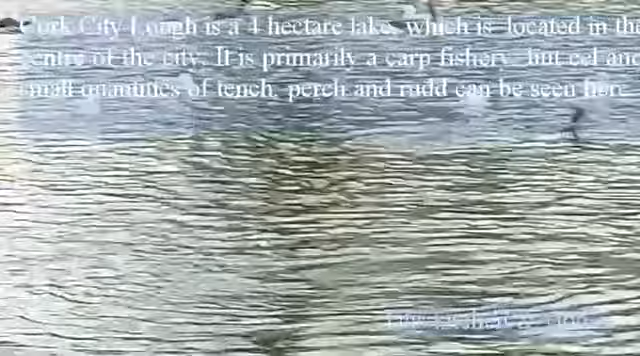 Cork City Lough is a 4 hectare lake, which is located in the
centre of the city. It is primarily a carp fishery, but eel and
small quantities of tench, perch and rudd can be seen here